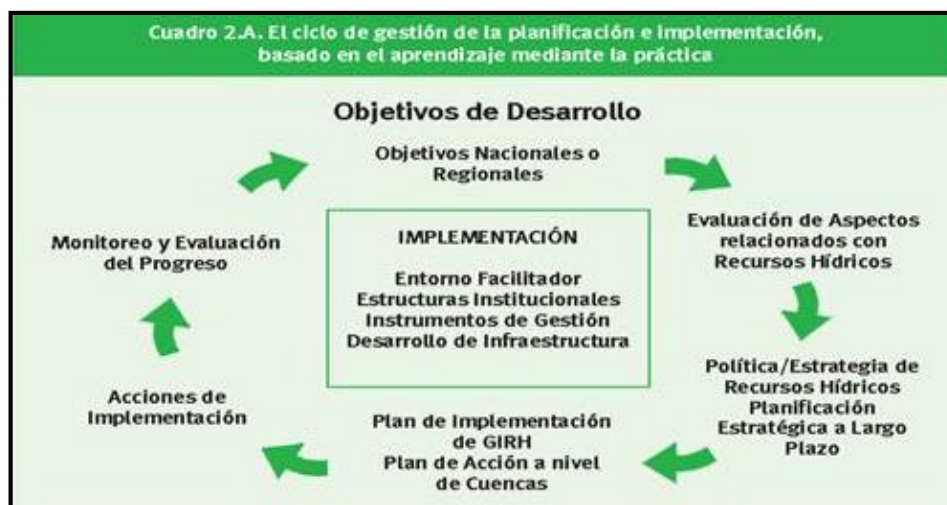 Cuadro 2.A. El ciclo de gestión de la planificación e implementación,
basado en el aprendizaje mediante la práctica
Objetivos de Desarrollo
Objetivos Nacionales o
Regionales
Evaluación de Aspectos
relacionados con
Recursos Hídricos
Política/Estrategia de
Recursos Hídricos
Planificación
Estratégica a Largo
Plazo
Plan de Implementación
de GIRH
Plan de Acción a nivel
de Cuencas
Acciones de
Implementación
Monitoreo y Evaluación
del Progreso
IMPLEMENTACIÓN
Entorno Facilitador
Estructuras Institucionales
Instrumentos de Gestión
Desarrollo de Infraestructura